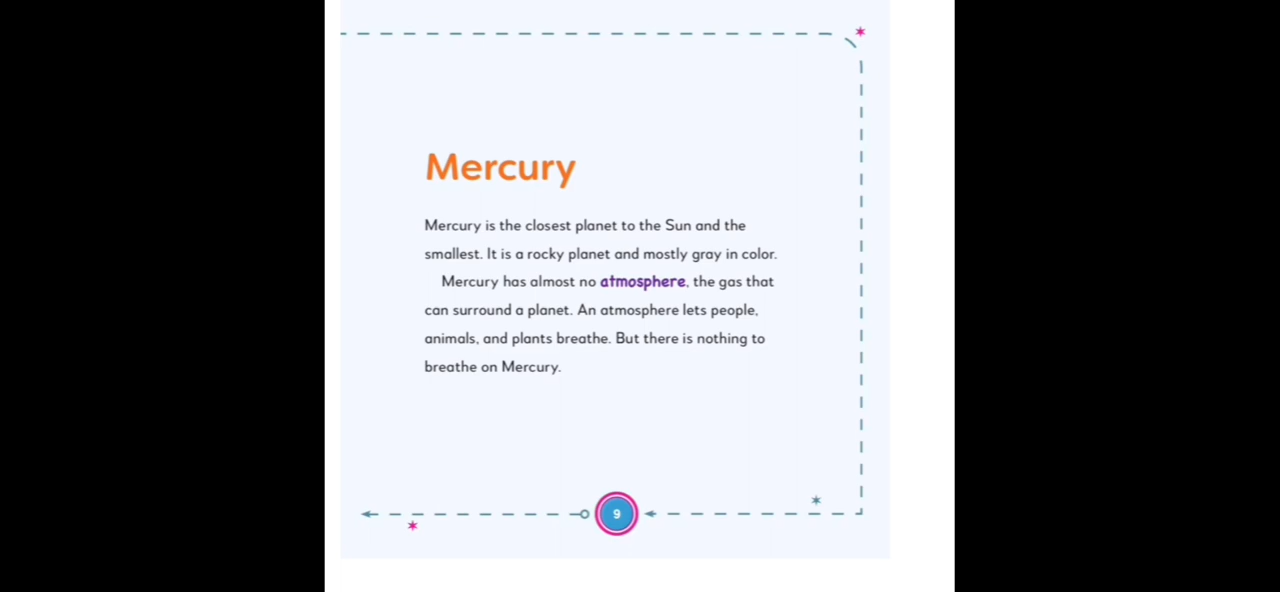 Mercury
Mercury is the closest planet to the Sun and the
smallest. It is a rocky planet and mostly gray in color.
Mercury has almost no atmosphere, the gas that
can surround a planet. An atmosphere lets people,
animals, and plants breathe. But there is nothing to
breathe on Mercury.
9